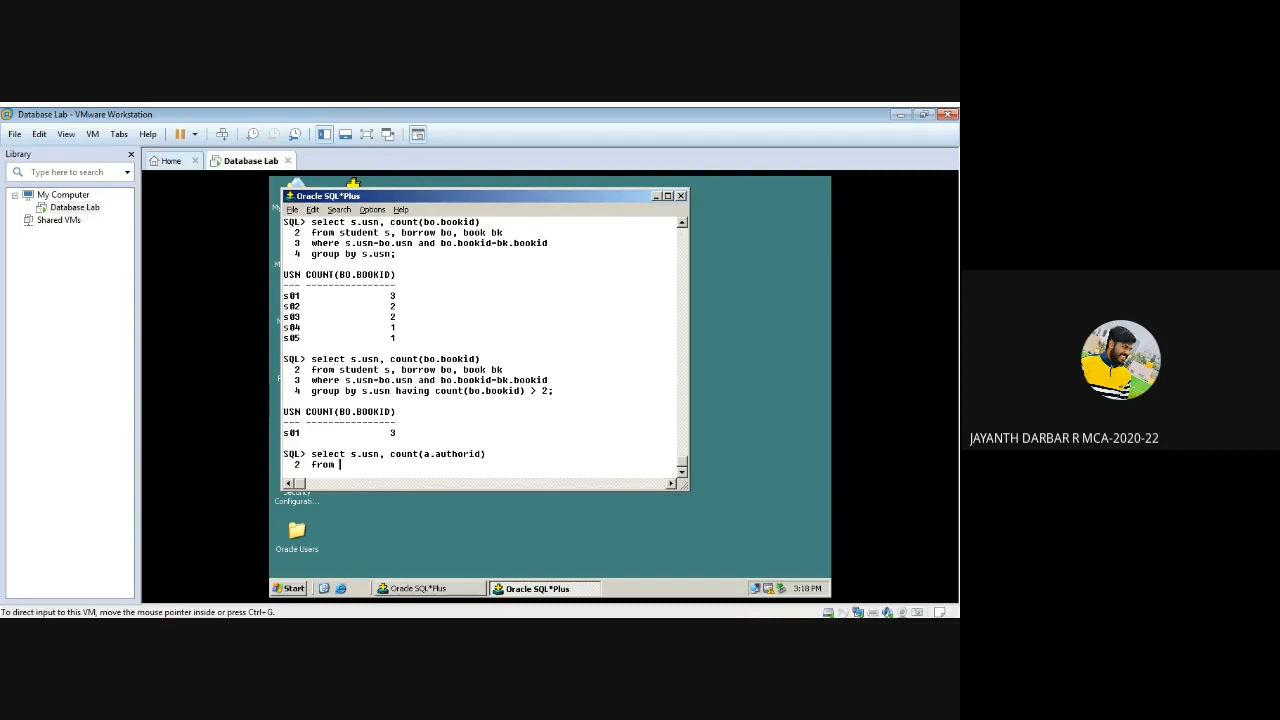 Database Lab - VMware Workstation
File Edit View VM Tabs Help
Library
Home
Database Lab
Type here to search
My Computer
Database Lab
Shared VMs
Oracle SQL*Plus
File Edit Search Options Help
SQL> select s.usn, count(bo.bookid)
2 from student s, borrow bo, book bk
3 where s.usn=bo.usn and bo.bookid=bk.bookid
4 group by s.usn;
USN COUNT(BO.BOOKID)
--- ----------------
s01 3
s02 2
s03 2
s04 1
s05 1
SQL> select s.usn, count(bo.bookid)
2 from student s, borrow bo, book bk
3 where s.usn=bo.usn and bo.bookid=bk.bookid
4 group by s.usn having count(bo.bookid) > 2;
USN COUNT(BO.BOOKID)
--- ----------------
s01 3
SQL> select s.usn, count(a.authorid)
2 from
Security
Configurati...
Oracle Users
Start
Oracle SQL*Plus
Oracle SQL*Plus
3:18 PM
To direct input to this VM, move the mouse pointer inside or press Ctrl+G.
JAYANTH DARBAR R MCA-2020-22